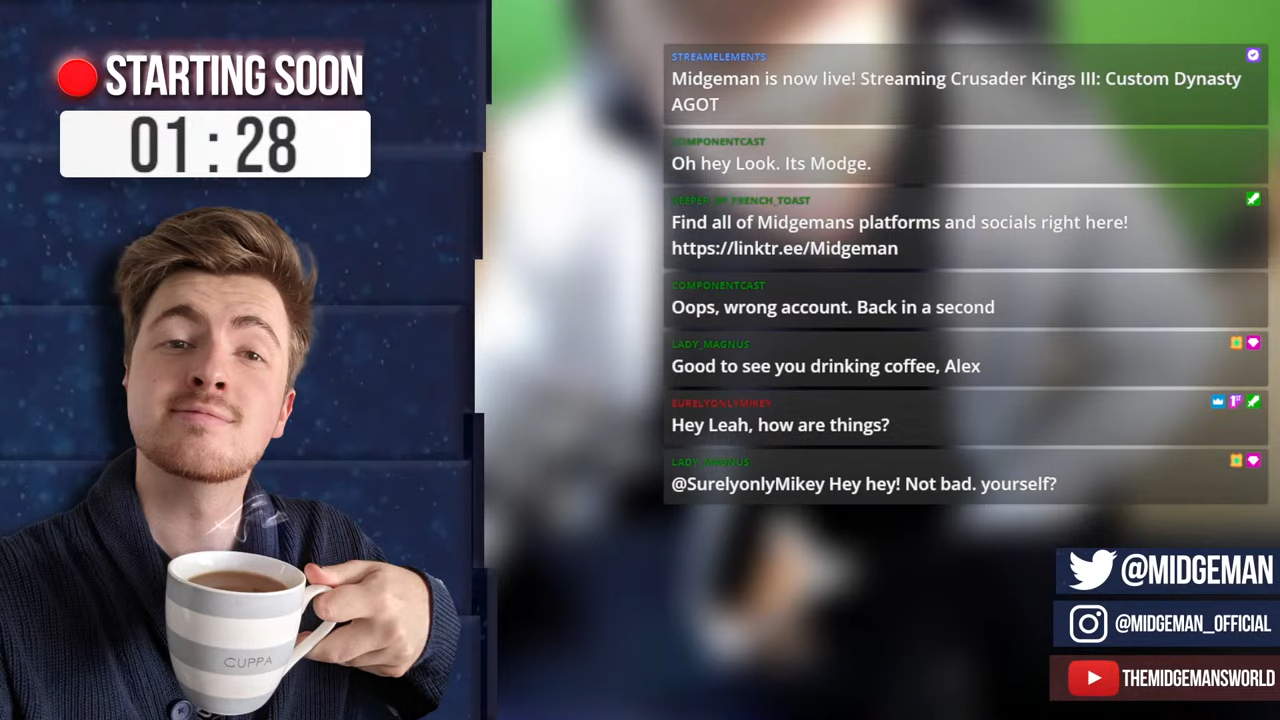 STARTING SOON
01 : 28
CUPPA
STREAMELEMENTS
Midgeman is now live! Streaming Crusader Kings III: Custom Dynasty
AGOT
COMPONENTCAST
Oh hey Look. Its Modge.
KEEPER_OF_FRENCH_TOAST
Find all of Midgemans platforms and socials right here!
https://linktr.ee/Midgeman
COMPONENTCAST
Oops, wrong account. Back in a second
LADY_MAGNUS
Good to see you drinking coffee, Alex
SURELYONLYMIKEY
Hey Leah, how are things?
LADY_MAGNUS
@SurelyonlyMikey Hey hey! Not bad. yourself?
@MIDGEMAN
@MIDGEMAN_OFFICIAL
THEMIDGEMANSWORLD